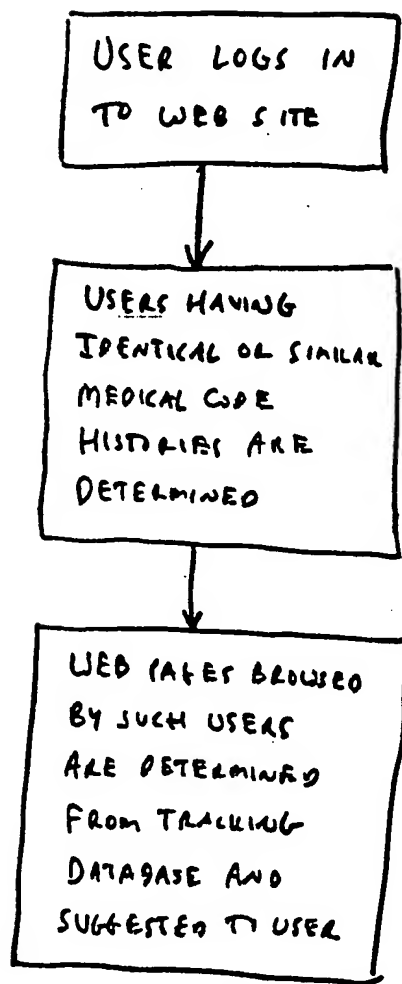 USER LOGS IN
TO WEB SITE
USERS HAVING
IDENTICAL OR SIMILAR
MEDICAL CODE
HISTORIES ARE
DETERMINED
WEB PAGES BROWSED
BY SUCH USERS
ARE DETERMINED
FROM TRACKING
DATABASE AND
SUGGESTED TO USER